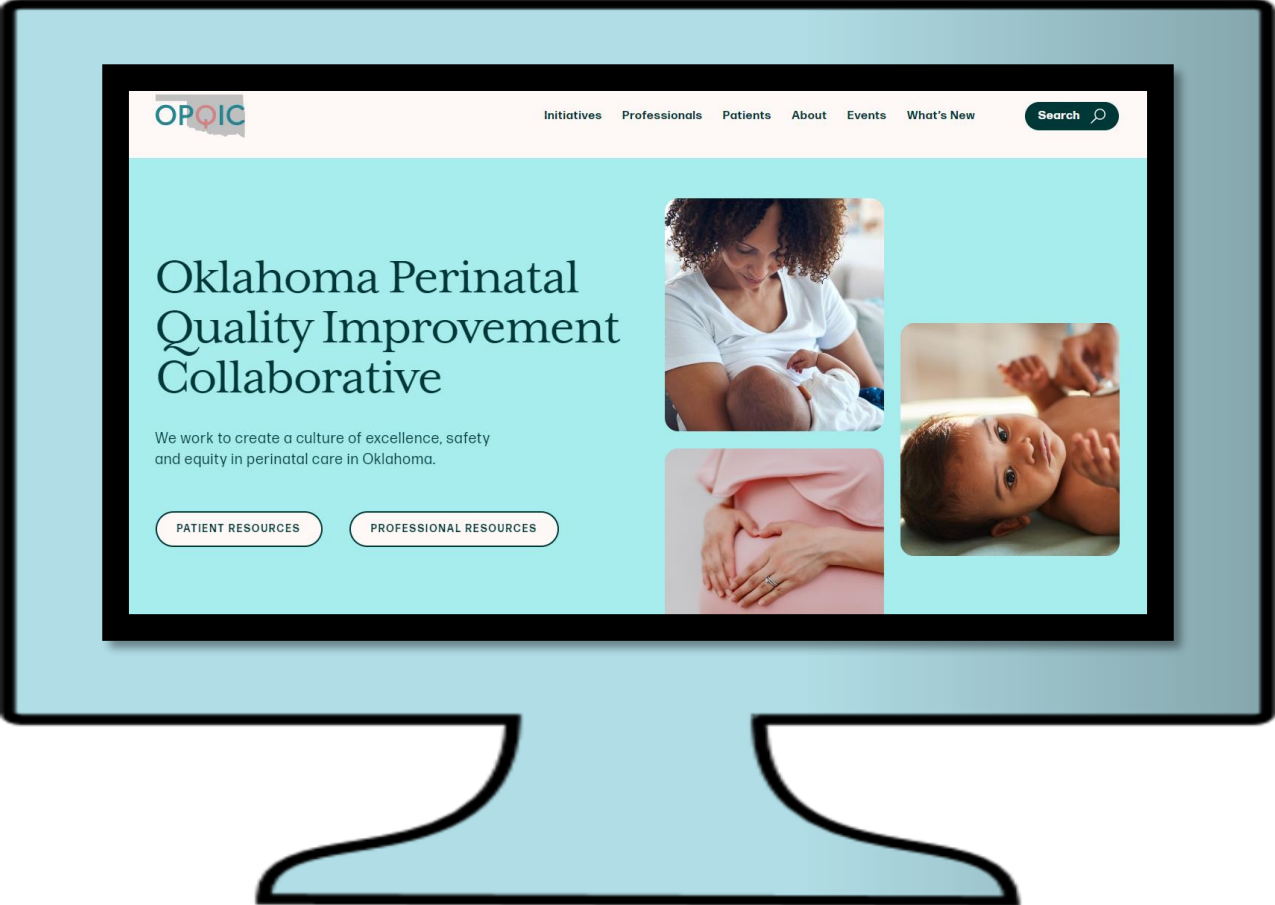 OPQIC
Initiatives Professionals Patients About Events What's New Search
Oklahoma Perinatal
Quality Improvement
Collaborative
We work to create a culture of excellence, safety
and equity in perinatal care in Oklahoma.
PATIENT RESOURCES PROFESSIONAL RESOURCES